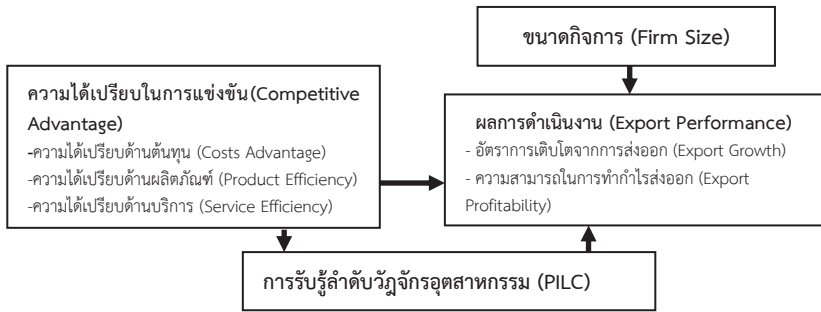 ขนาดกิจการ (Firm Size)
ความได้เปรียบในการแข่งขัน(Competitive
Advantage)
-ความได้เปรียบด้านต้นทุน (Costs Advantage)
-ความได้เปรียบด้านผลิตภัณฑ์ (Product Efficiency)
-ความได้เปรียบด้านบริการ (Service Efficiency)
ผลการดำเนินงาน (Export Performance)
- อัตราการเติบโตจากการส่งออก (Export Growth)
- ความสามารถในการทำกำไรส่งออก (Export
Profitability)
การรับรู้ลำดับวัฎจักรอุตสาหกรรม (PILC)